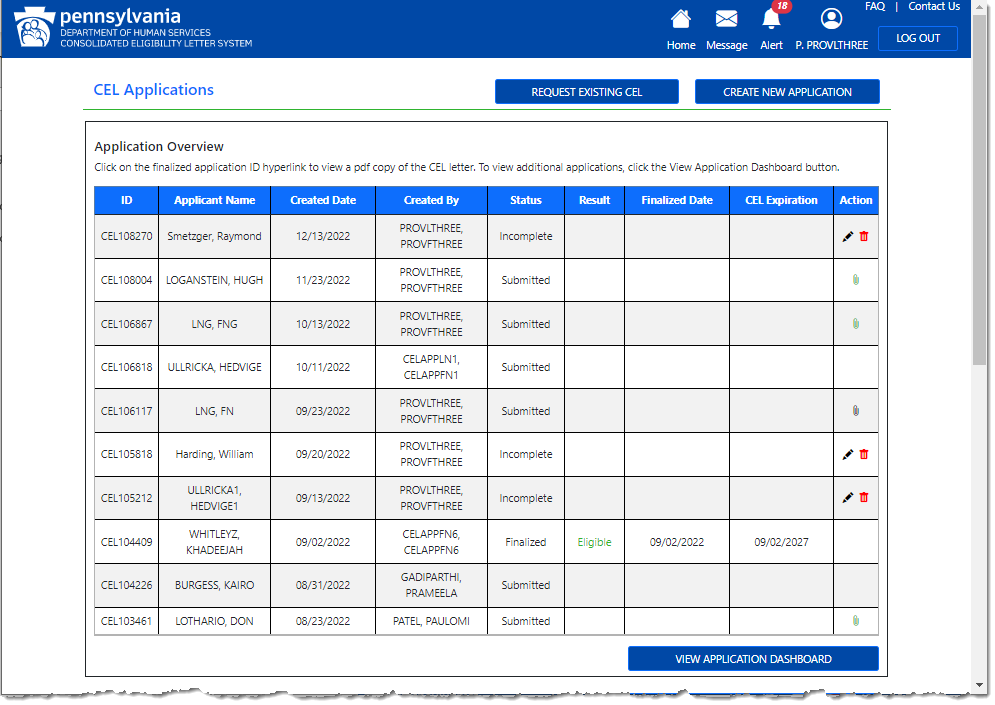 pennsylvania
DEPARTMENT OF HUMAN SERVICES
CONSOLIDATED ELIGIBILITY LETTER SYSTEM
Home
Message
18
Alert
P. PROVLTHREE
FAQ | Contact Us
LOG OUT
CEL Applications
REQUEST EXISTING CEL
CREATE NEW APPLICATION
Application Overview
Click on the finalized application ID hyperlink to view a pdf copy of the CEL letter. To view additional applications, click the View Application Dashboard button.
ID Applicant Name Created Date Created By Status Result Finalized Date CEL Expiration Action
CEL108270 Smetzger, Raymond 12/13/2022 PROVLTHREE, PROVFTHREE Incomplete
CEL108004 LOGANSTEIN, HUGH 11/23/2022 PROVLTHREE, PROVFTHREE Submitted
CEL106867 LNG, FNG 10/13/2022 PROVLTHREE, PROVFTHREE Submitted
CEL106818 ULLRICKA, HEDVIGE 10/11/2022 CELAPPLN1, CELAPPFN1 Submitted
CEL106117 LNG, FN 09/23/2022 PROVLTHREE, PROVFTHREE Submitted
CEL105818 Harding, William 09/20/2022 PROVLTHREE, PROVFTHREE Incomplete
CEL105212 ULLRICKA1, HEDVIGE1 09/13/2022 PROVLTHREE, PROVFTHREE Incomplete
CEL104409 WHITLEYZ, KHADEEJAH 09/02/2022 CELAPPFN6, CELAPPFN6 Finalized Eligible 09/02/2022 09/02/2027
CEL104226 BURGESS, KAIRO 08/31/2022 GADIPARTHI, PRAMEELA Submitted
CEL103461 LOTHARIO, DON 08/23/2022 PATEL, PAULOMI Submitted
VIEW APPLICATION DASHBOARD